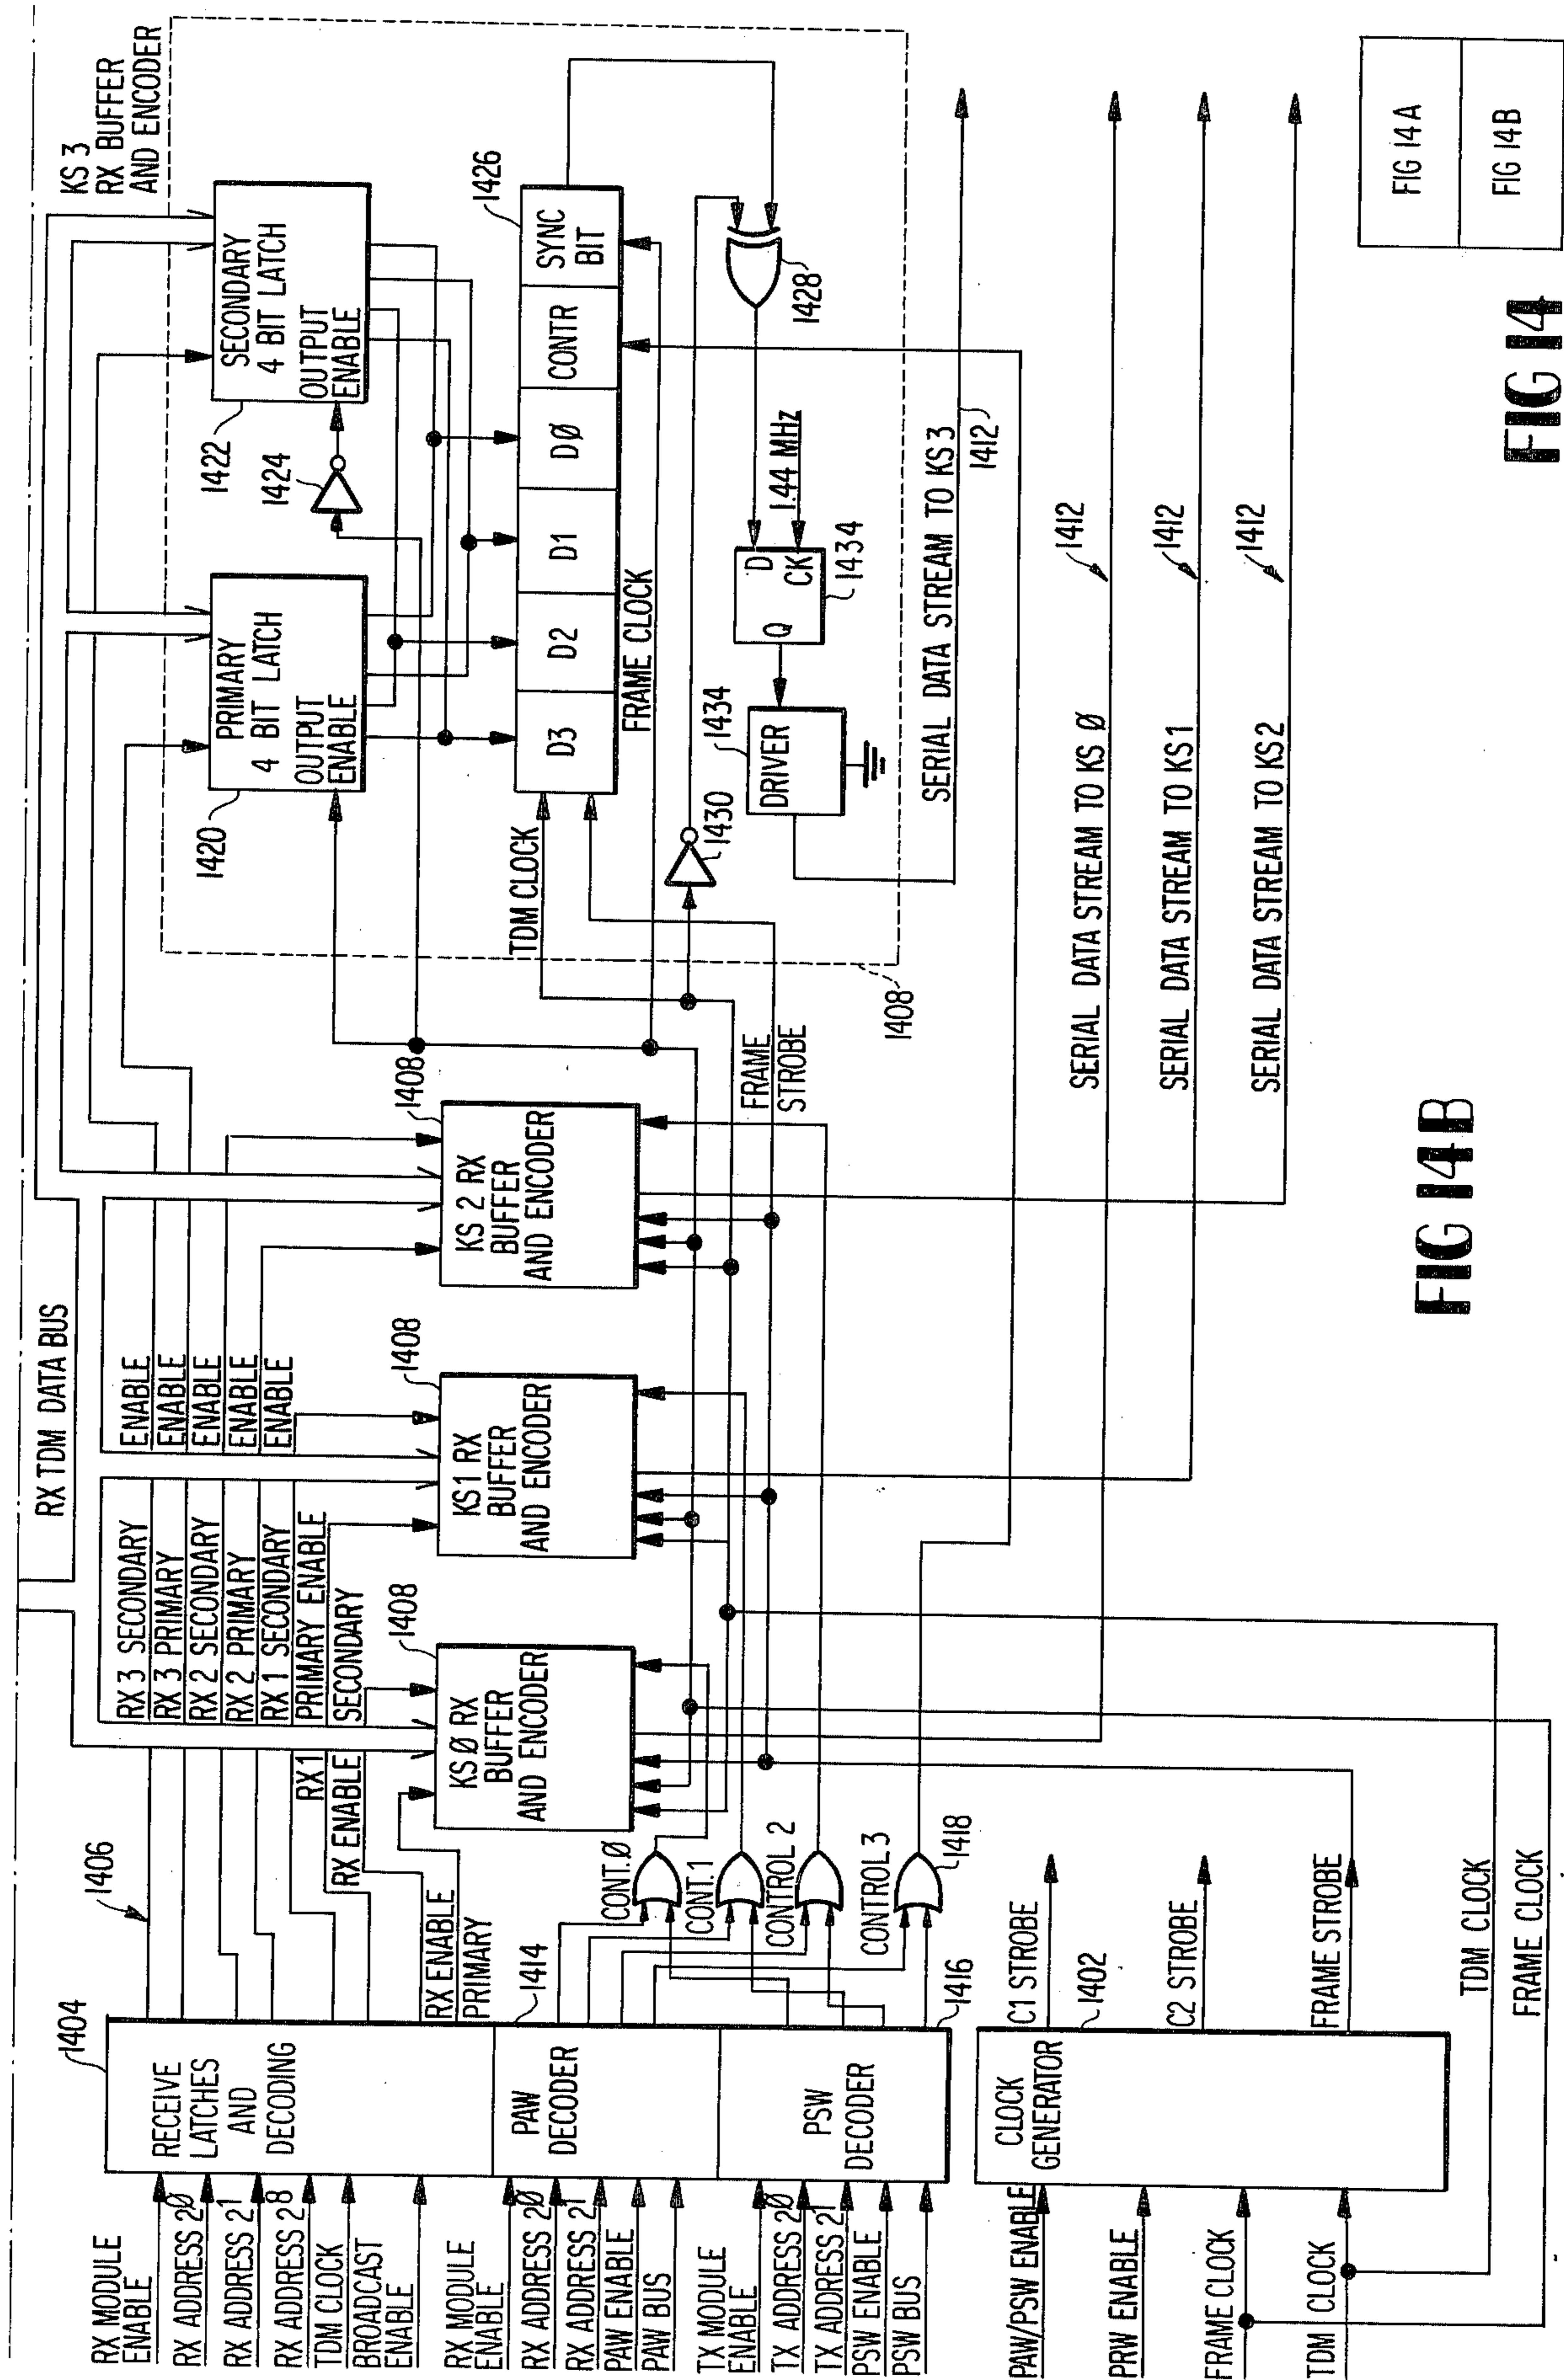 RX TDM DATA BUS
KS 3
RX BUFFER
AND ENCODER
1406
1404
RECEIVE
LATCHES
AND
DECODING
RX MODULE
ENABLE
RX ADDRESS 2Ø
RX ADDRESS 21
RX ADDRESS 28
TDM CLOCK
BROADCAST
ENABLE
RX 3 SECONDARY
RX 3 PRIMARY
RX 2 SECONDARY
RX 2 PRIMARY
RX 1 SECONDARY
RX1
PRIMARY ENABLE
RX ENABLE
SECONDARY
RX ENABLE
PRIMARY
ENABLE
ENABLE
ENABLE
ENABLE
ENABLE
1414
PAW
DECODER
RX MODULE
ENABLE
RX ADDRESS 2Ø
RX ADDRESS 21
PAW ENABLE
PAW BUS
1416
PSW
DECODER
TX MODULE
ENABLE
TX ADDRESS 2Ø
TX ADDRESS 21
PSW ENABLE
PSW BUS
CONT.Ø
CONT.1
CONTROL 2
CONTROL 3
1418
KS Ø RX
BUFFER
AND ENCODER
1408
KS1 RX
BUFFER
AND ENCODER
1408
KS 2 RX
BUFFER
AND ENCODER
1408
PRIMARY
4 BIT LATCH
OUTPUT
ENABLE
1420
SECONDARY
4 BIT LATCH
OUTPUT
ENABLE
1422
1424
D3
D2
D1
DØ
CONTR
SYNC
BIT
1426
TDM CLOCK
FRAME CLOCK
FRAME
STROBE
1430
1428
DRIVER
1434
Q
D
CK
1434
1.44 MHz
1408
SERIAL DATA STREAM TO KS 3
1412
SERIAL DATA STREAM TO KS Ø
1412
SERIAL DATA STREAM TO KS1
1412
SERIAL DATA STREAM TO KS2
1412
CLOCK
GENERATOR
1402
PAW/PSW ENABLE
PRW ENABLE
FRAME CLOCK
TDM CLOCK
C1 STROBE
C2 STROBE
FRAME STROBE
TDM CLOCK
FRAME CLOCK
FIG 14B
FIG 14
FIG 14A
FIG 14B